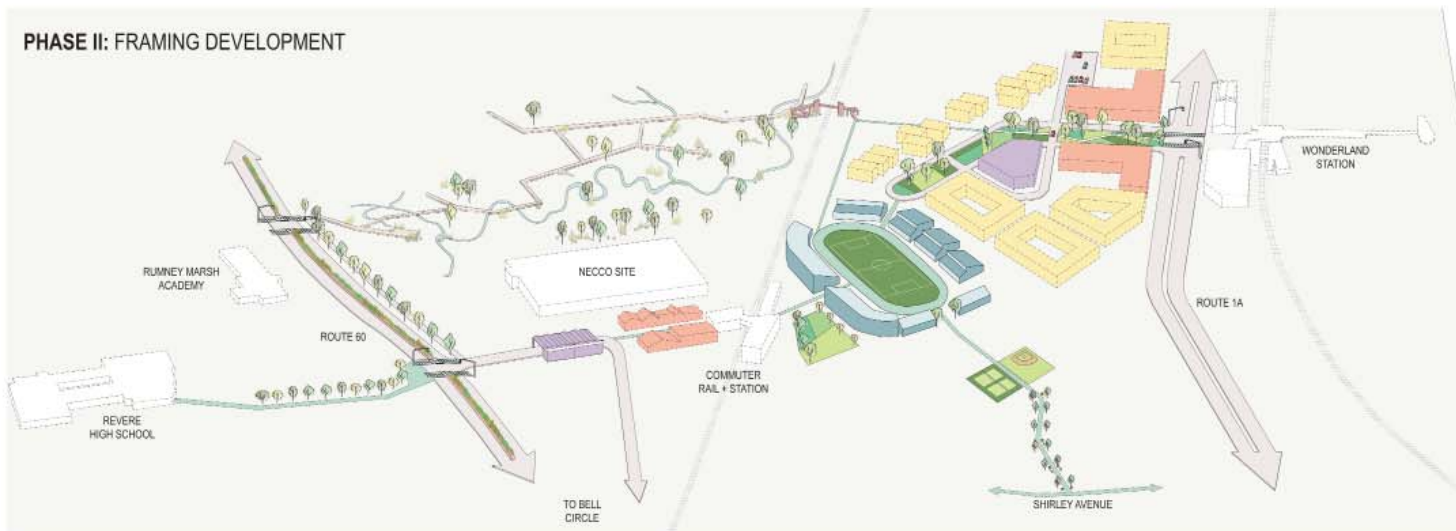 PHASE II: FRAMING DEVELOPMENT
WONDERLAND
STATION
RUMNEY MARSH
ACADEMY
NECCO SITE
ROUTE 60
ROUTE 1A
COMMUTER
RAIL + STATION
REVERE
HIGH SCHOOL
TO BELL
CIRCLE
SHIRLEY AVENUE